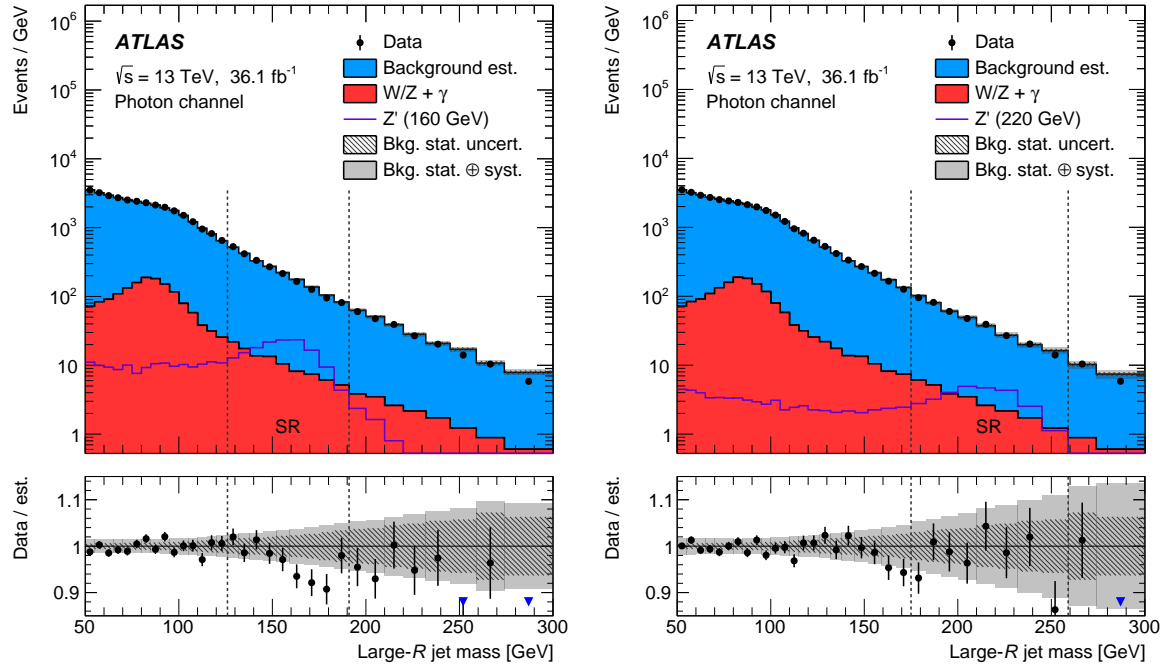 Events / GeV
10⁶
10⁵
10⁴
10³
10²
10
1
ATLAS
√s = 13 TeV, 36.1 fb⁻¹
Photon channel
Data
Background est.
W/Z + γ
Z' (160 GeV)
Bkg. stat. uncert.
Bkg. stat. ⊕ syst.
SR
Data / est.
1.1
1
0.9
50 100 150 200 250 300
Large-R jet mass [GeV]
Events / GeV
10⁶
10⁵
10⁴
10³
10²
10
1
ATLAS
√s = 13 TeV, 36.1 fb⁻¹
Photon channel
Data
Background est.
W/Z + γ
Z' (220 GeV)
Bkg. stat. uncert.
Bkg. stat. ⊕ syst.
SR
Data / est.
1.1
1
0.9
50 100 150 200 250 300
Large-R jet mass [GeV]